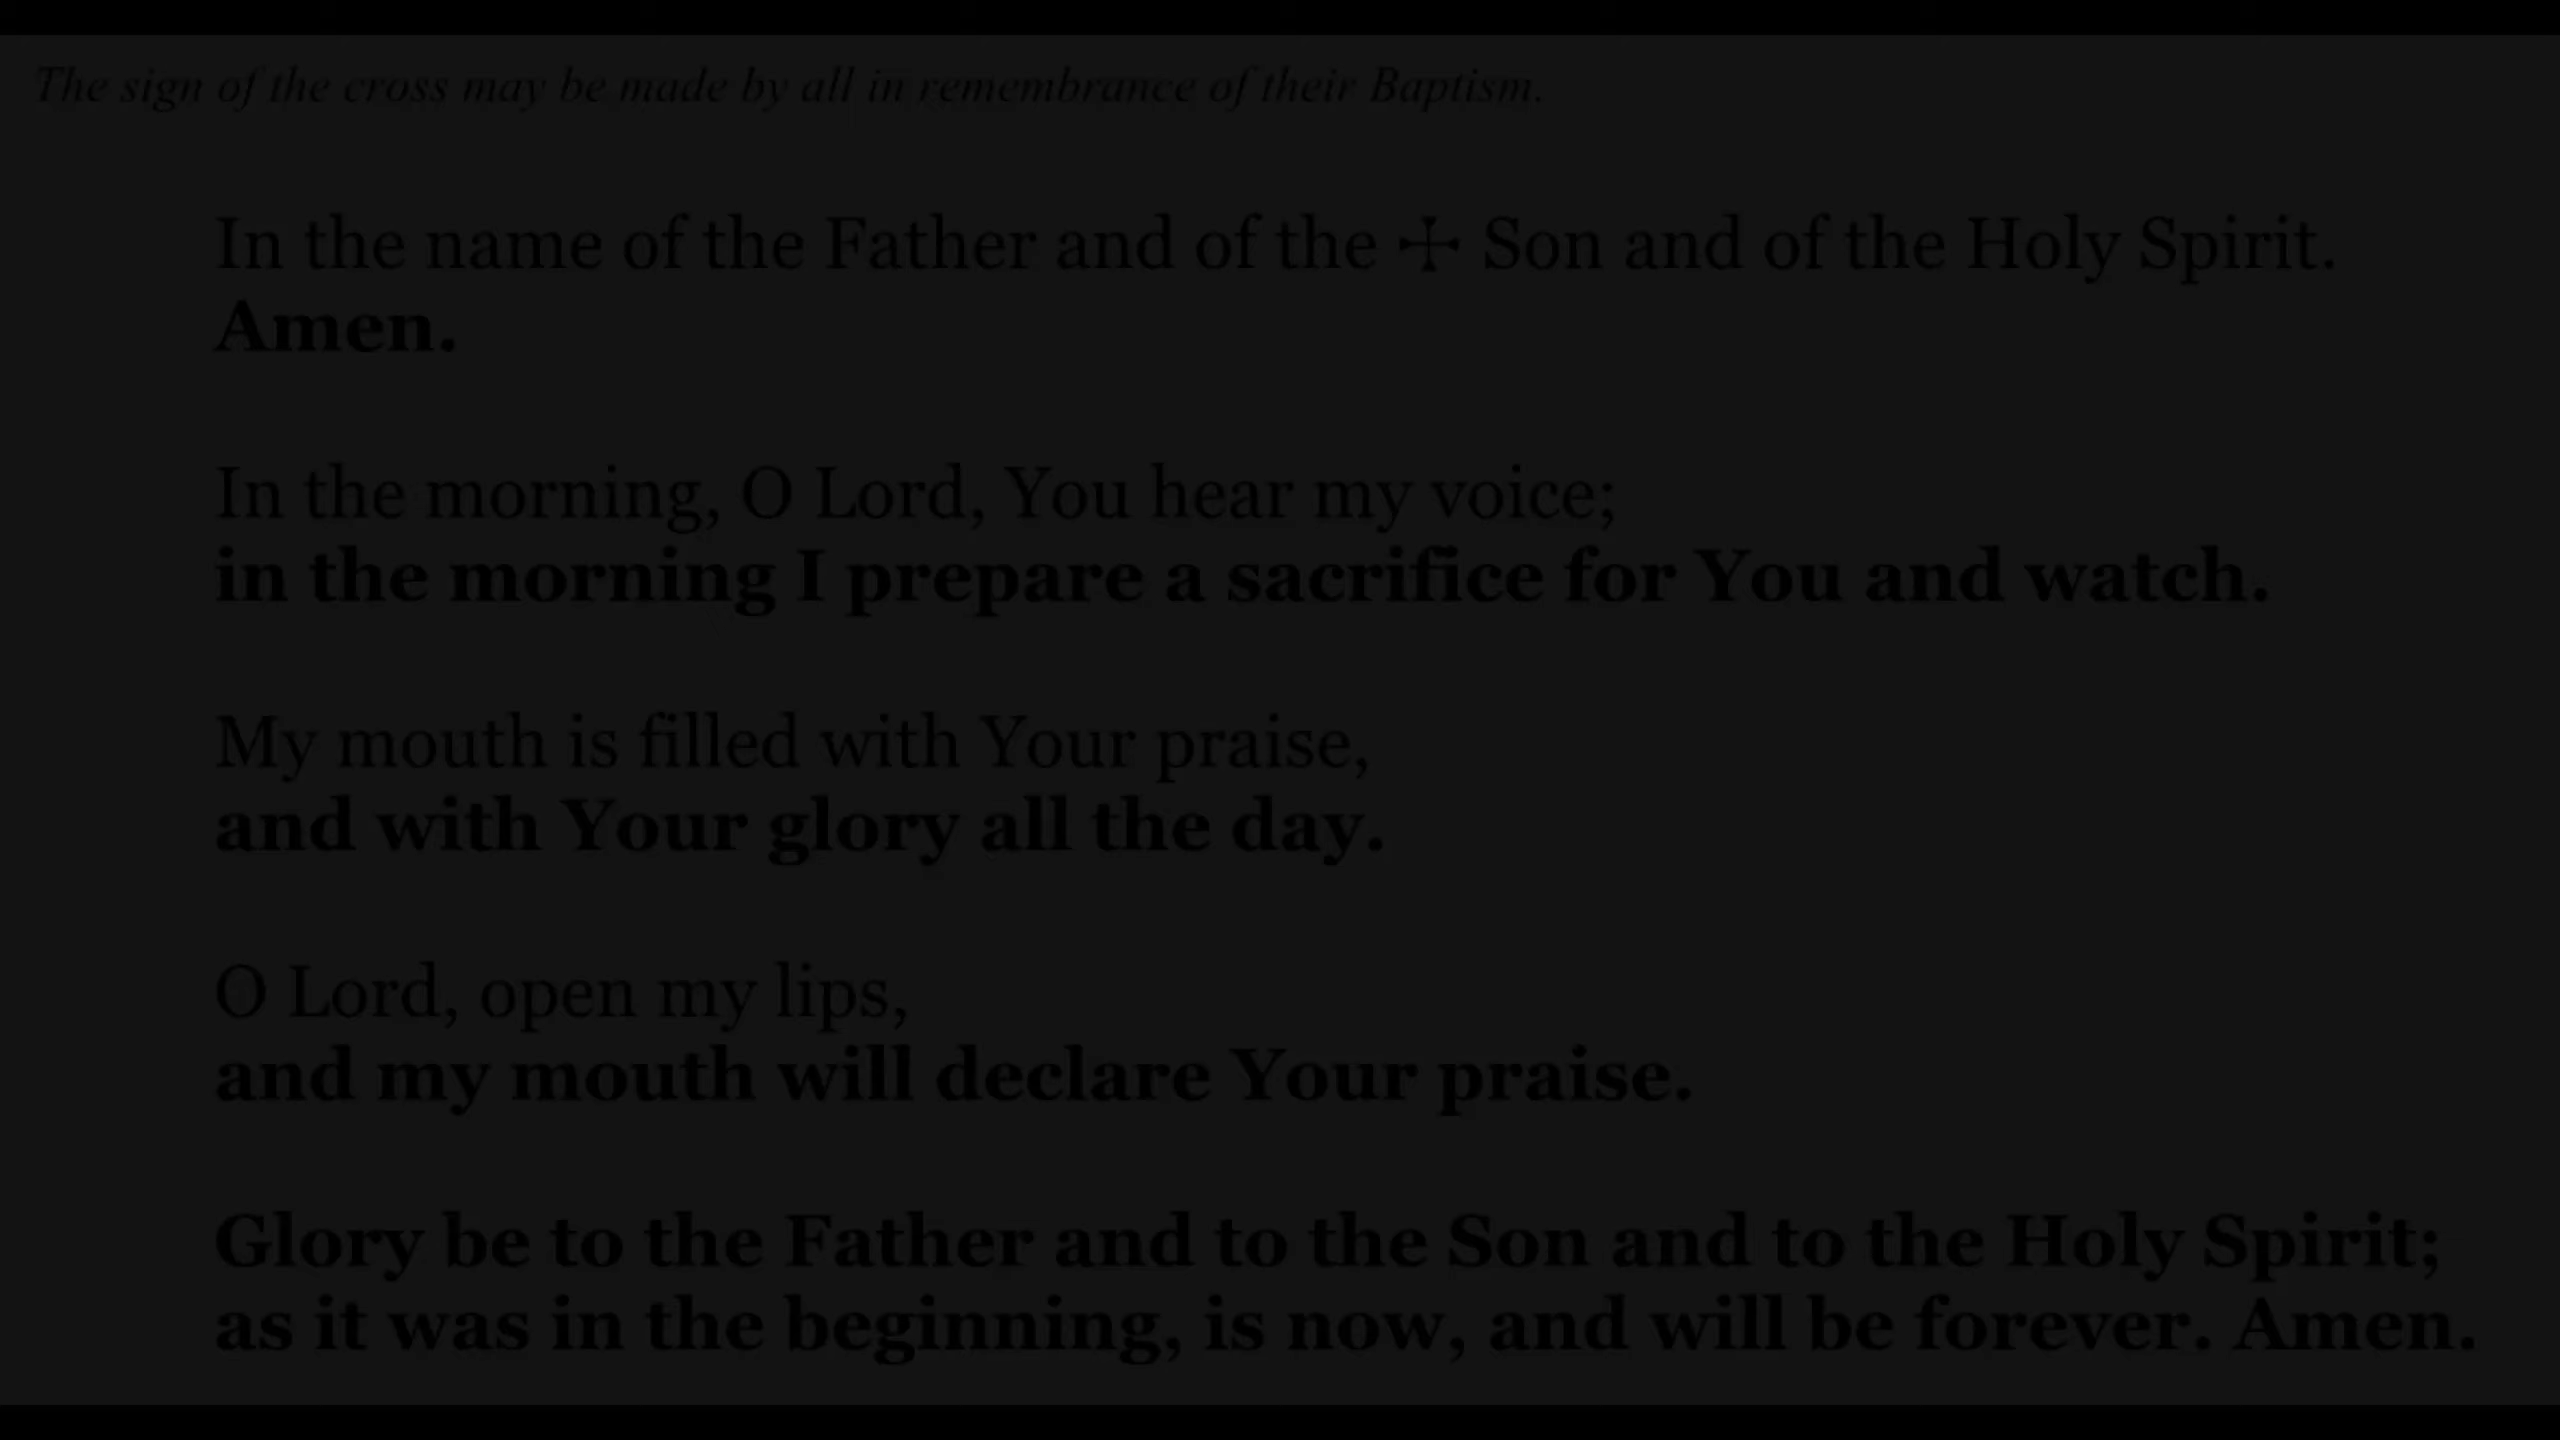 The sign of the cross may be made by all in remembrance of their Baptism.
In the name of the Father and of the ☩ Son and of the Holy Spirit.
Amen.
In the morning, O Lord, You hear my voice;
in the morning I prepare a sacrifice for You and watch.
My mouth is filled with Your praise,
and with Your glory all the day.
O Lord, open my lips,
and my mouth will declare Your praise.
Glory be to the Father and to the Son and to the Holy Spirit;
as it was in the beginning, is now, and will be forever. Amen.